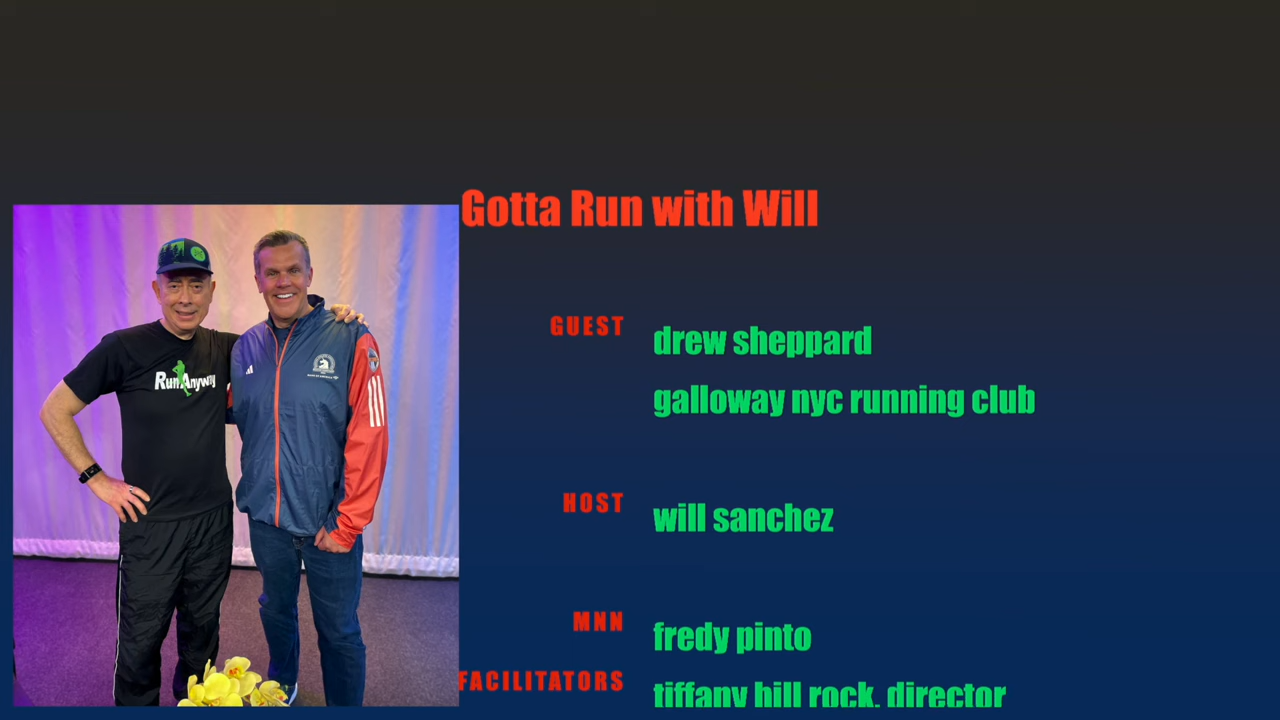 Gotta Run with Will
GUEST drew sheppard
galloway nyc running club
HOST will sanchez
MNN fredy pinto
FACILITATORS tiffany hill rock, director
RunAnyway